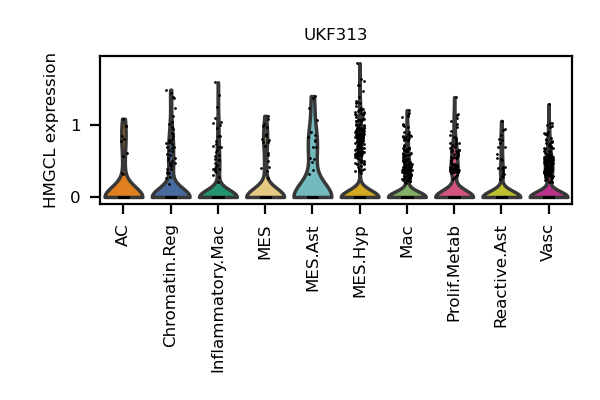 UKF313
HMGCL expression
1
0
AC
Chromatin.Reg
Inflammatory.Mac
MES
MES.Ast
MES.Hyp
Mac
Prolif.Metab
Reactive.Ast
Vasc